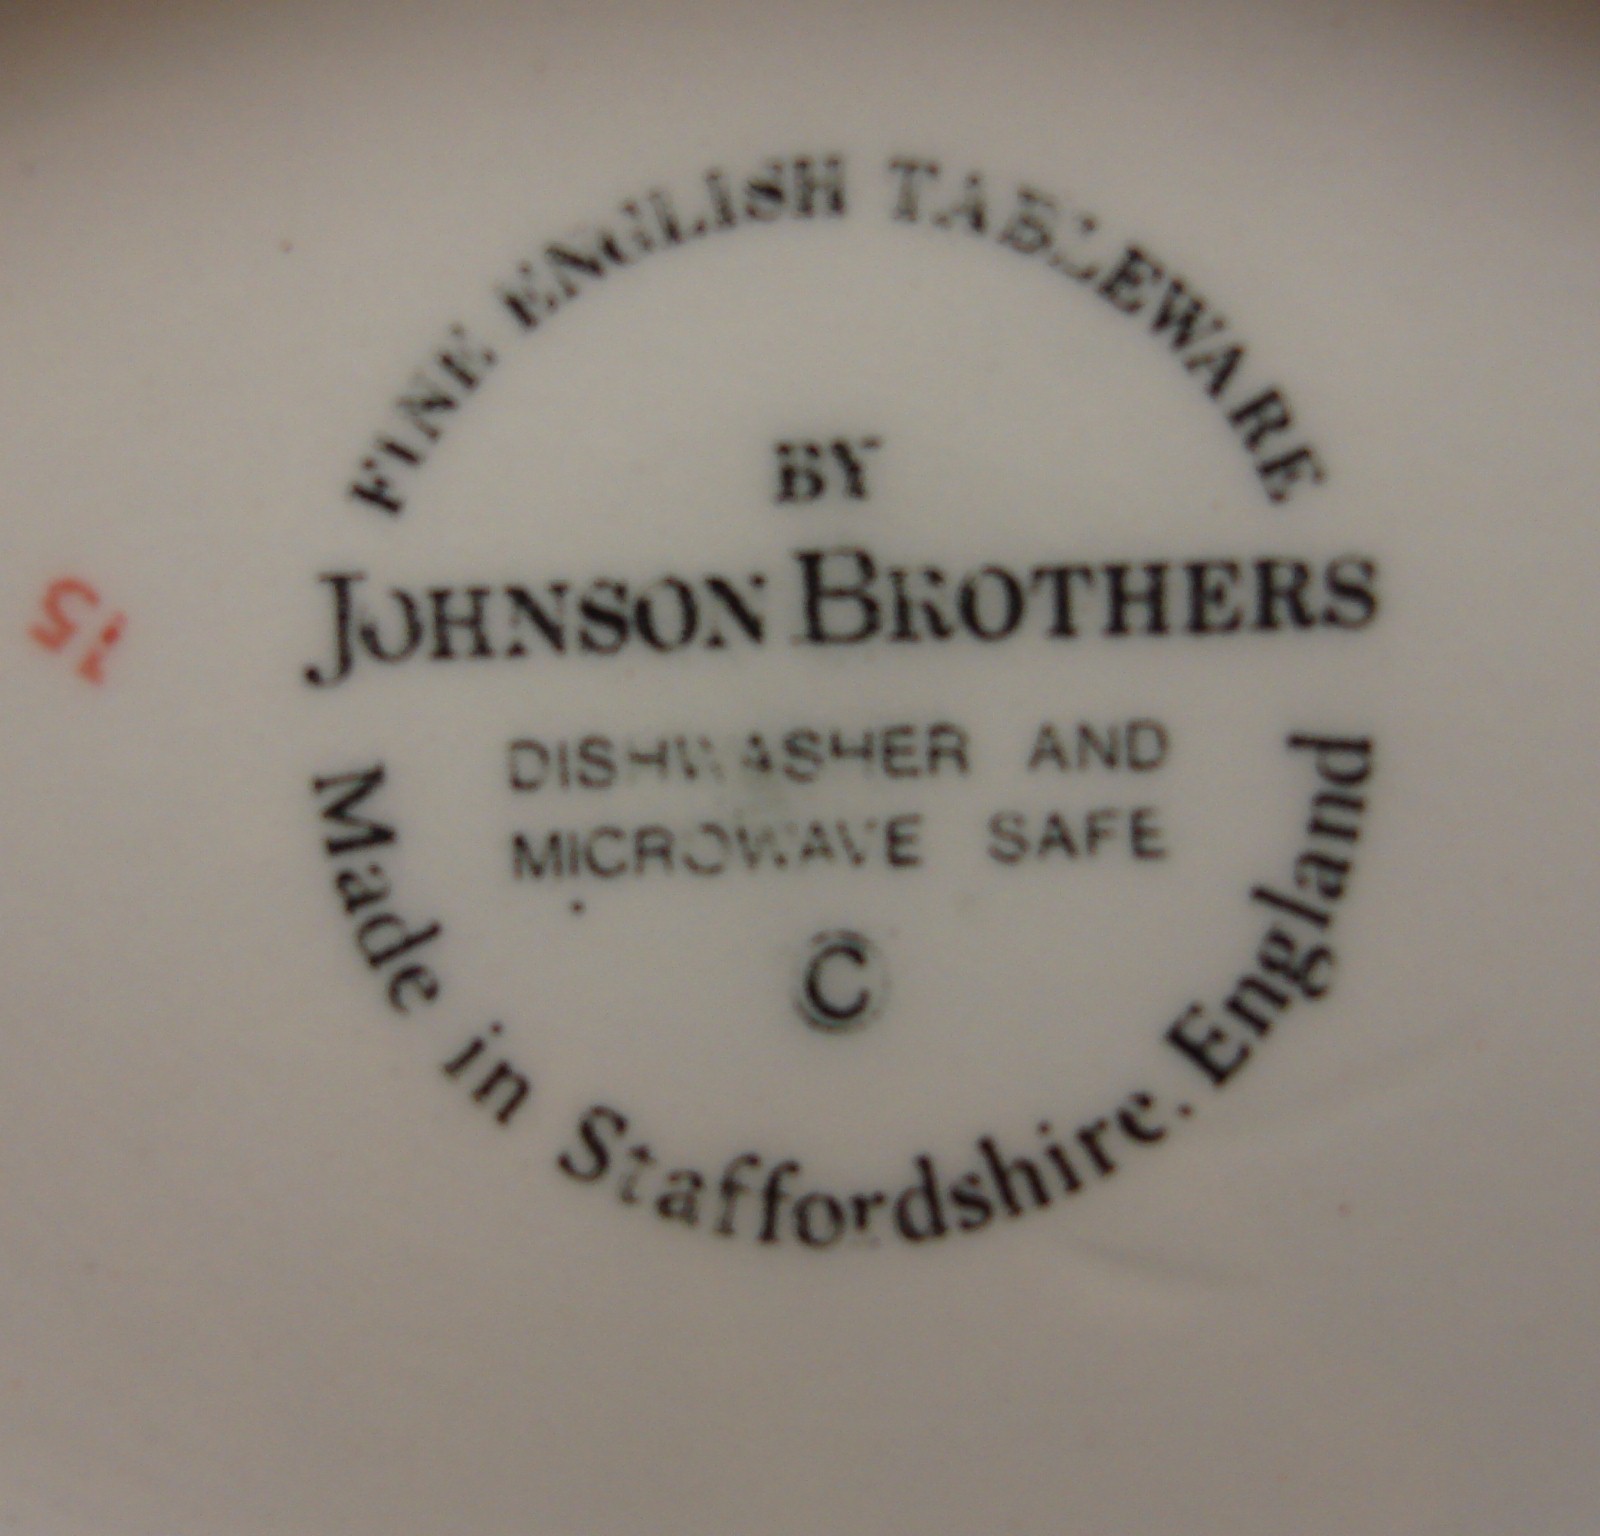 FINE ENGLISH TABLEWARE
BY
JOHNSON BROTHERS
DISHWASHER AND
MICROWAVE SAFE
©
Made in Staffordshire. England
15